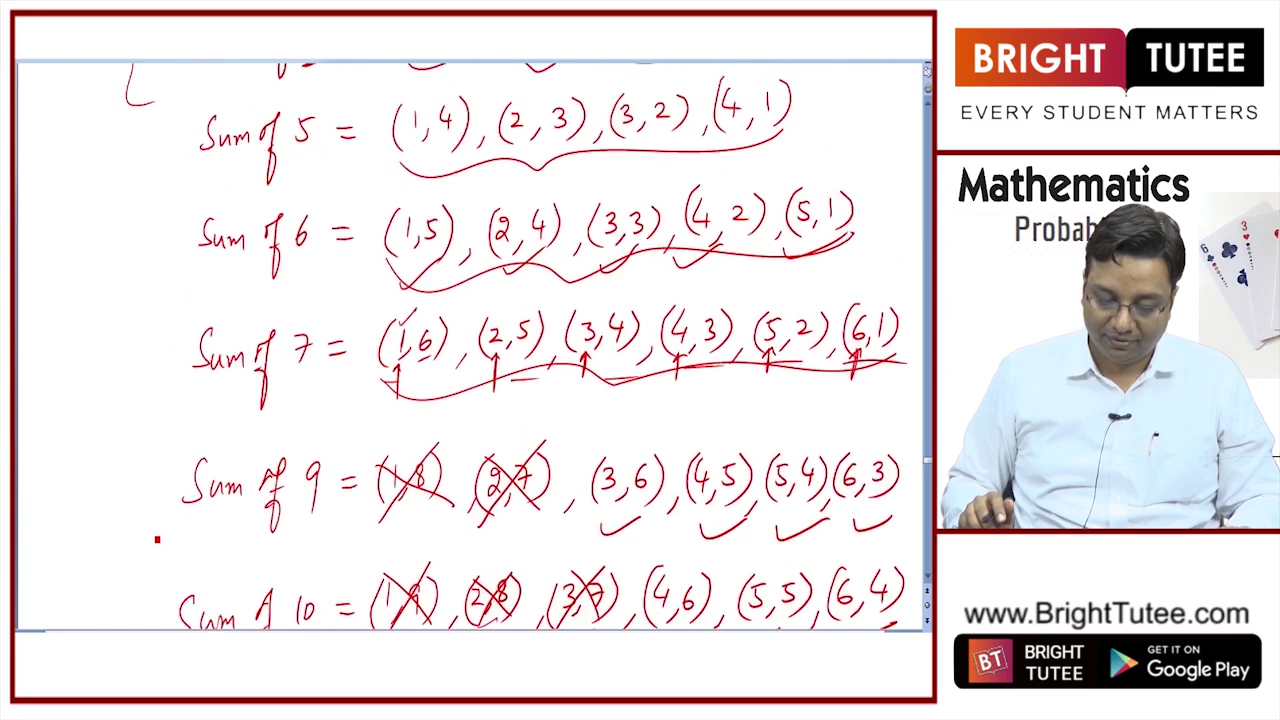 Sum of 5 = (1,4), (2,3), (3,2), (4,1)
Sum of 6 = (1,5), (2,4), (3,3), (4,2), (5,1)
Sum of 7 = (1,6), (2,5), (3,4), (4,3), (5,2), (6,1)
Sum of 9 = (1,8), (2,7), (3,6), (4,5) (5,4), (6,3)
Sum of 10 = (1,9), (2,8), (3,7), (4,6), (5,5), (6,4)
BRIGHT TUTEE
EVERY STUDENT MATTERS
Mathematics
Probab
6
3
www.BrightTutee.com
BT BRIGHT TUTEE
GET IT ON
Google Play